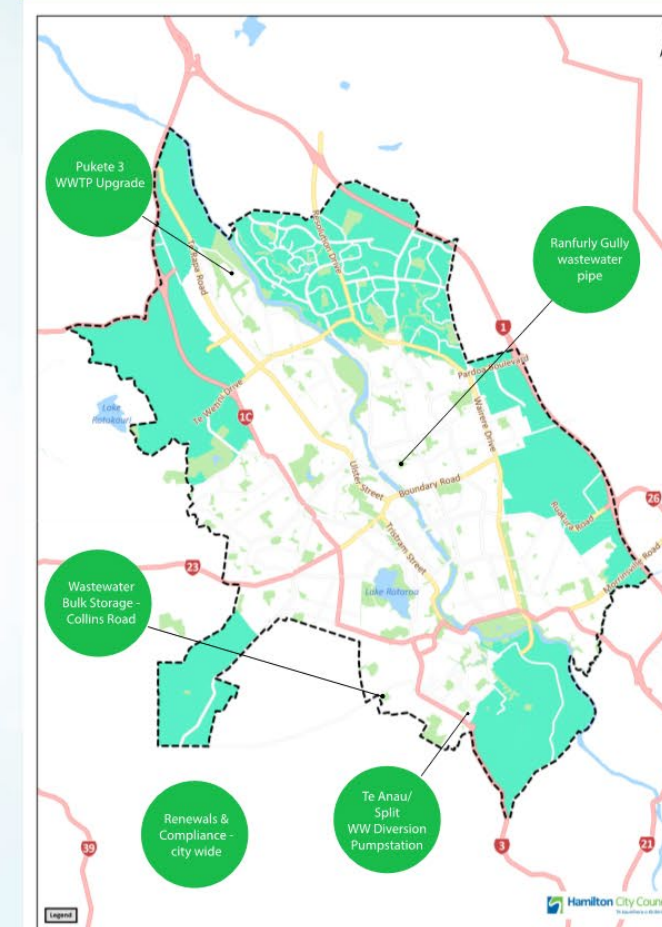 Pukete 3
WWTP Upgrade
Ranfurly Gully
wastewater
pipe
Resolution Drive
Te Rapa Road
1
Pardoa Boulevard
Lake
Rotokauri
Te Wetini Drive
1C
Wairere Drive
Ulster Street
Boundary Road
26
Ruakura Road
Tristram Street
23
Morrinsville Road
Wastewater
Bulk Storage -
Collins Road
Lake Rotoroa
Renewals &
Compliance -
city wide
Te Anau/
Split
WW Diversion
Pumpstation
39
3
21
Legend
Hamilton City Counc